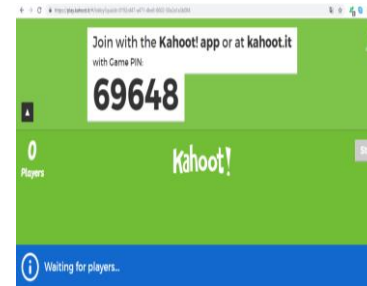 Join with the Kahoot! app or at kahoot.it
with Game PIN:
69648
0
Players
Kahoot!
Waiting for players...